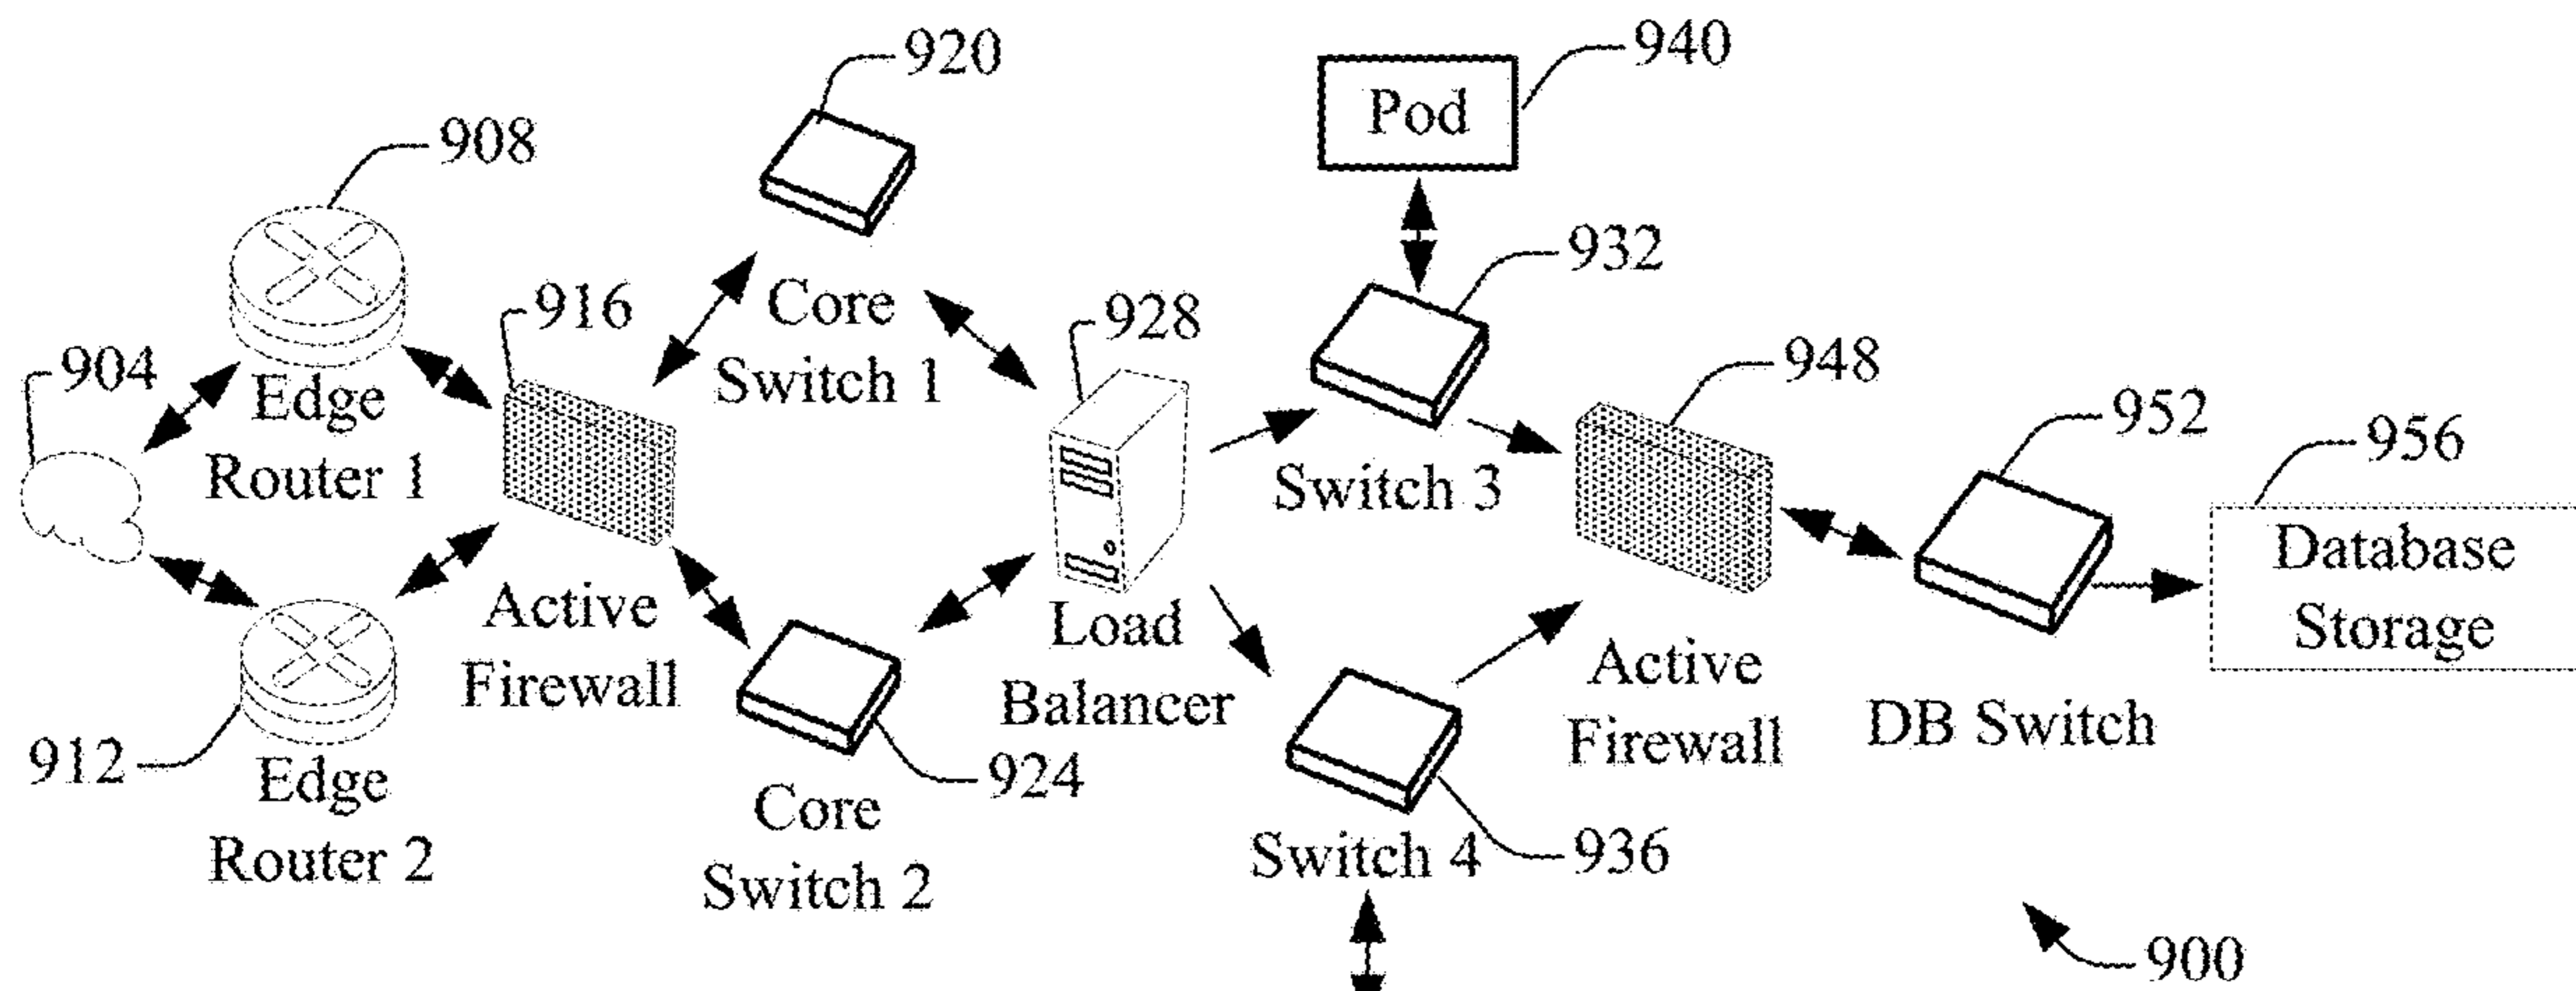 920
940
Pod
908
932
916
Core
Switch 1
928
948
904
Edge
Router 1
952
956
Switch 3
Database
Storage
Active
Firewall
Load
Balancer
Active
Firewall
DB Switch
912
Edge
Router 2
924
Core
Switch 2
Switch 4
936
900